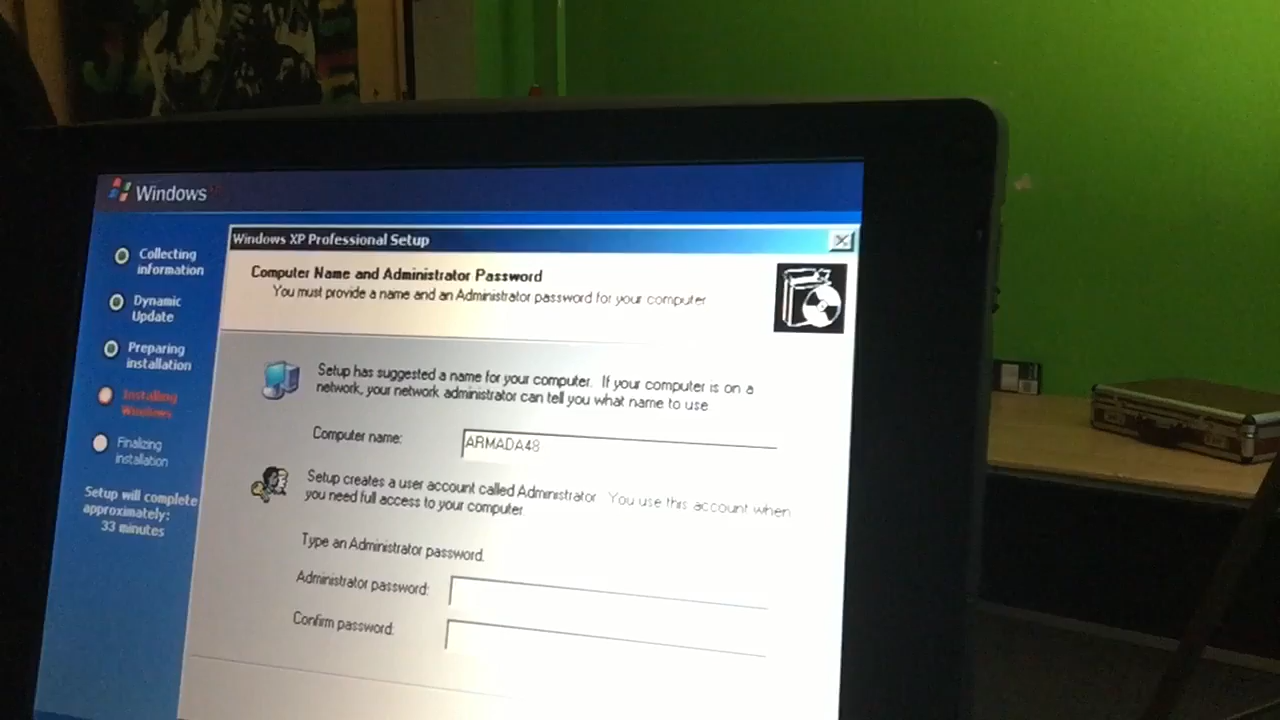 Windows
Collecting
information
Dynamic
Update
Preparing
installation
Installing
Windows
Finalizing
installation
Setup will complete
approximately:
33 minutes
Windows XP Professional Setup
Computer Name and Administrator Password
You must provide a name and an Administrator password for your computer
Setup has suggested a name for your computer. If your computer is on a
network, your network administrator can tell you what name to use
Computer name:
ARMADA48
Setup creates a user account called Administrator You use this account when
you need full access to your computer
Type an Administrator password.
Administrator password:
Confirm password: